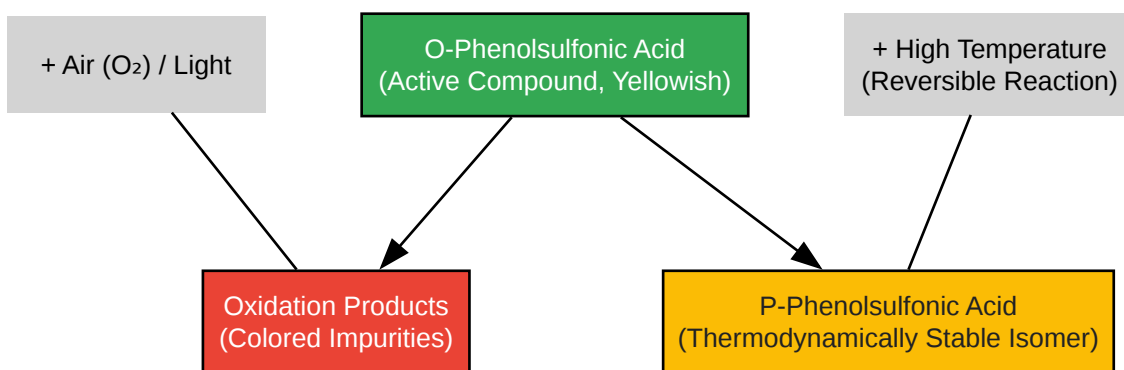 + Air (O₂) / Light
O-Phenolsulfonic Acid
(Active Compound, Yellowish)
+ High Temperature
(Reversible Reaction)
Oxidation Products
(Colored Impurities)
P-Phenolsulfonic Acid
(Thermodynamically Stable Isomer)